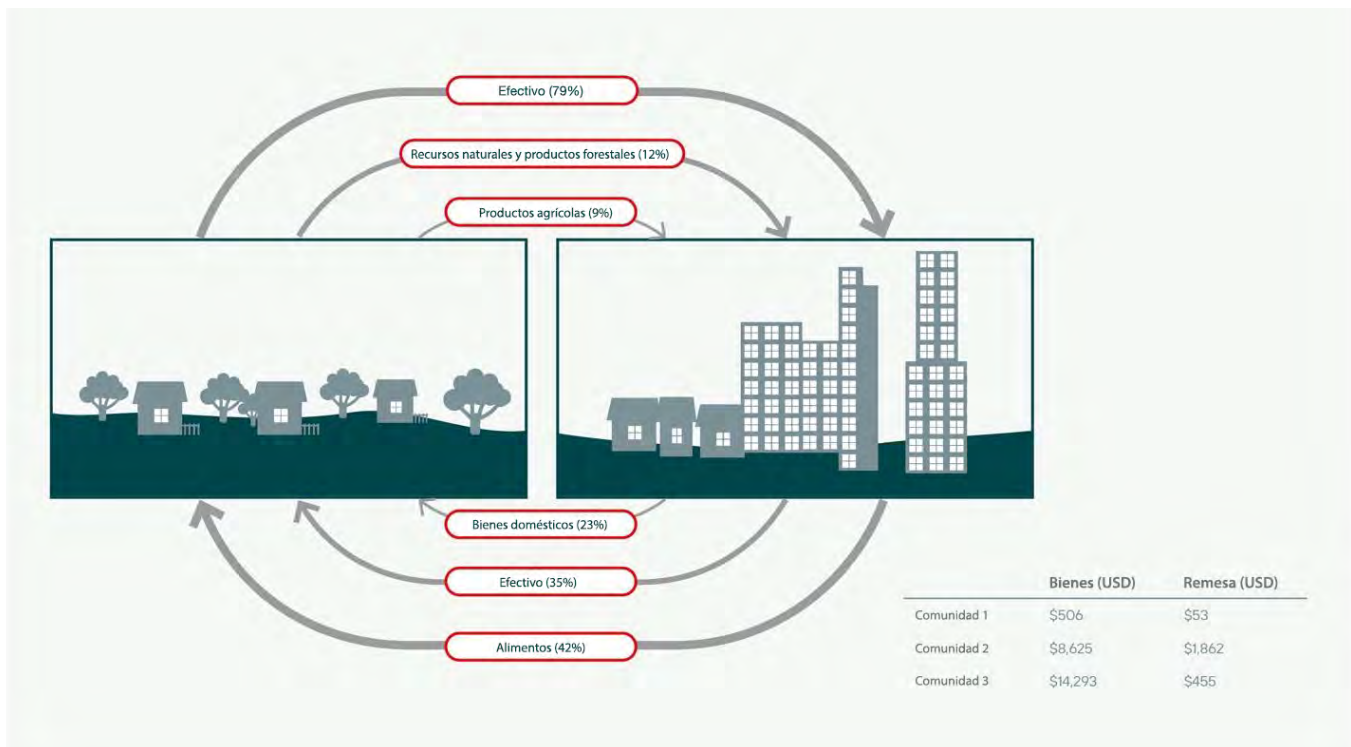 Efectivo (79%)
Recursos naturales y productos forestales (12%)
Productos agrícolas (9%)
Bienes domésticos (23%)
Efectivo (35%)
Alimentos (42%)
Bienes (USD) Remesa (USD)
Comunidad 1 $506 $53
Comunidad 2 $8,625 $1,862
Comunidad 3 $14,293 $455